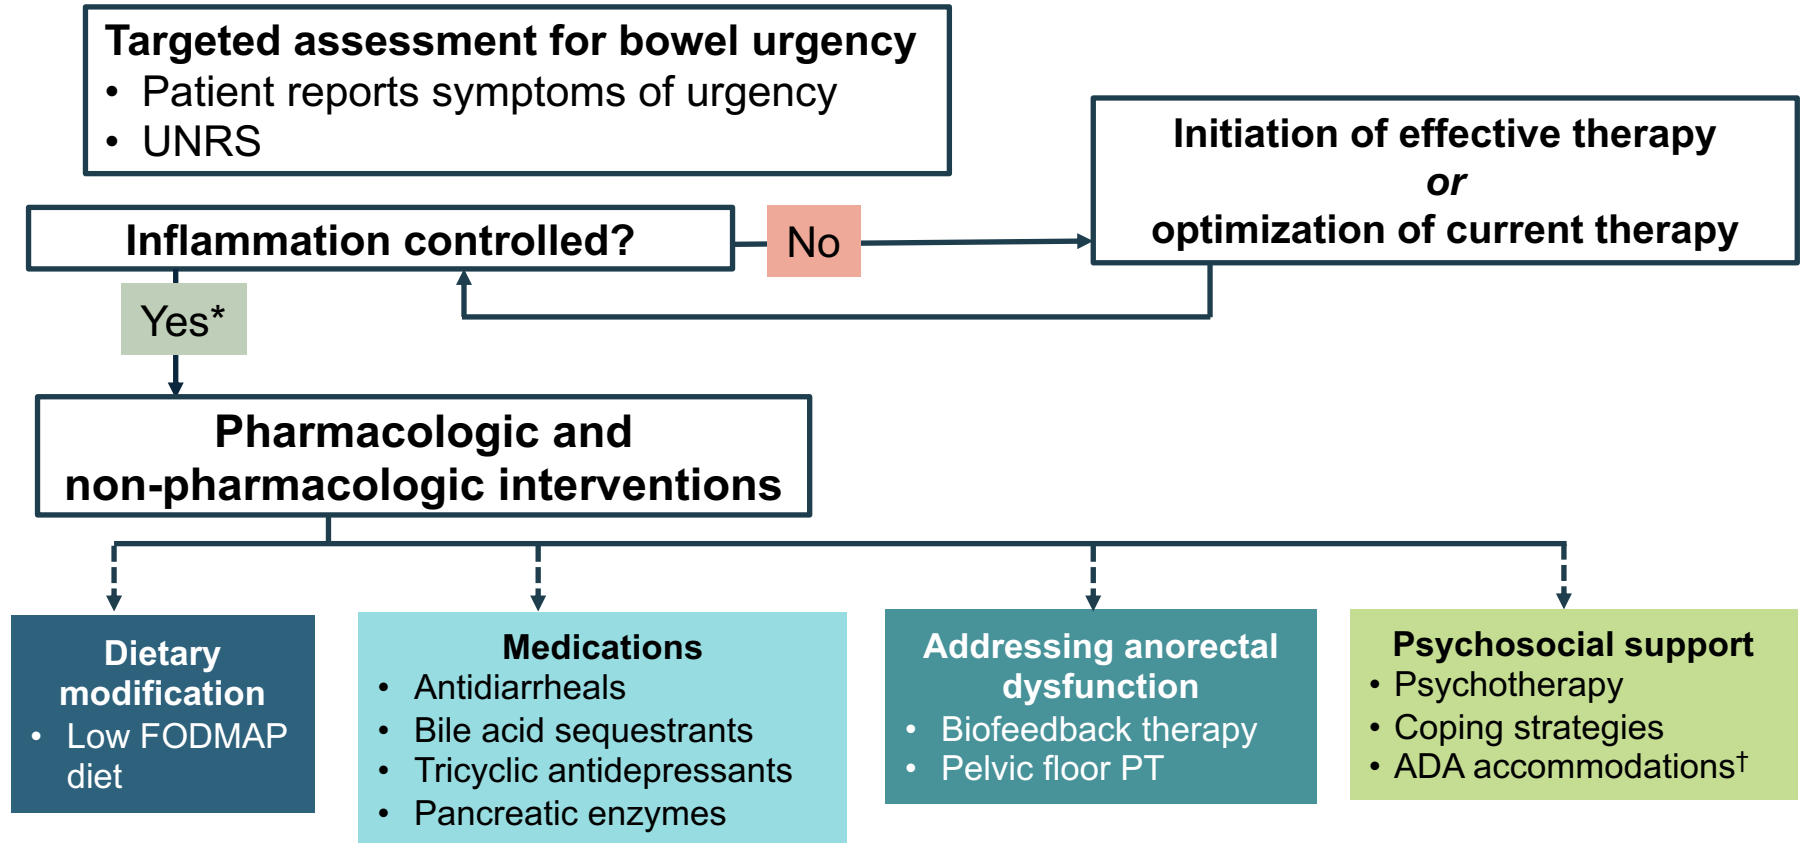 Targeted assessment for bowel urgency
• Patient reports symptoms of urgency
• UNRS
Initiation of effective therapy
or
optimization of current therapy
Inflammation controlled?
No
Yes*
Pharmacologic and
non-pharmacologic interventions
Dietary
modification
• Low FODMAP
diet
Medications
• Antidiarrheals
• Bile acid sequestrants
• Tricyclic antidepressants
• Pancreatic enzymes
Addressing anorectal
dysfunction
• Biofeedback therapy
• Pelvic floor PT
Psychosocial support
• Psychotherapy
• Coping strategies
• ADA accommodations†